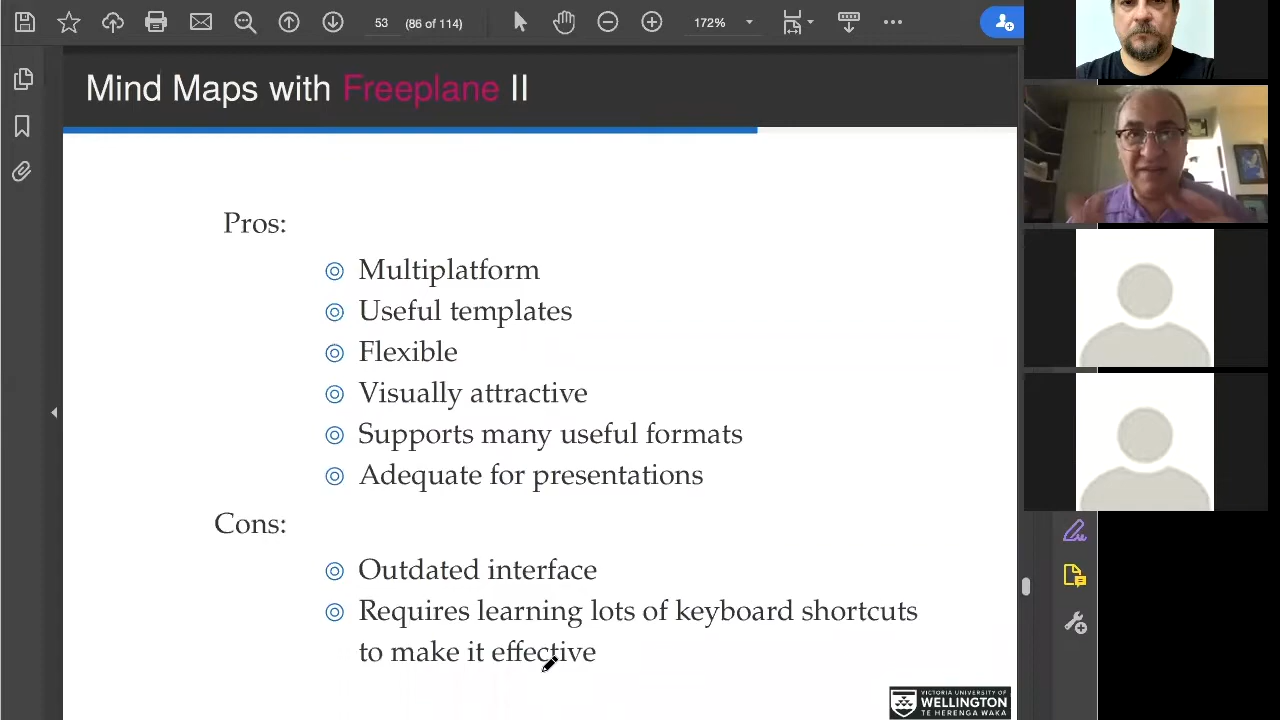 53 (86 of 114) 172%
Mind Maps with Freeplane II
Pros:
Multiplatform
Useful templates
Flexible
Visually attractive
Supports many useful formats
Adequate for presentations
Cons:
Outdated interface
Requires learning lots of keyboard shortcuts
to make it effective
VICTORIA UNIVERSITY OF
WELLINGTON
TE HERENGA WAKA